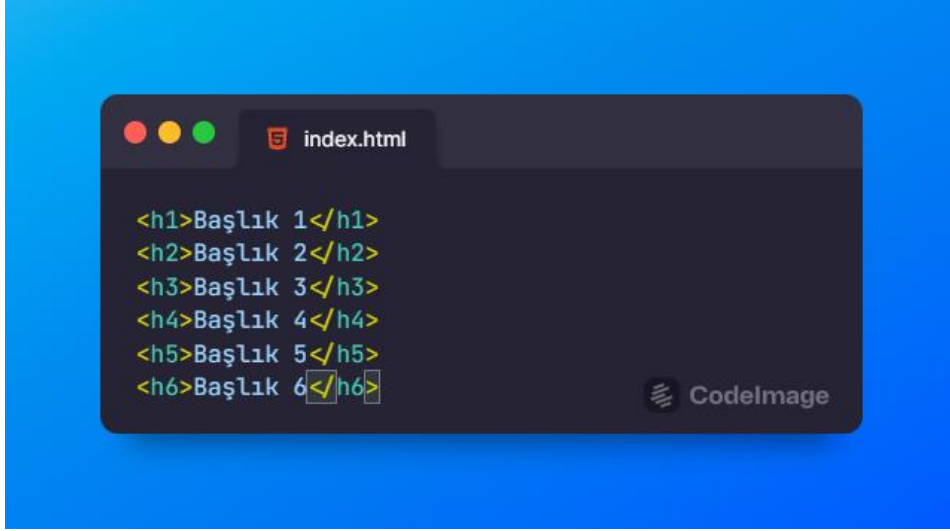 index.html
<h1>Başlık 1</h1>
<h2>Başlık 2</h2>
<h3>Başlık 3</h3>
<h4>Başlık 4</h4>
<h5>Başlık 5</h5>
<h6>Başlık 6</h6>
CodeImage